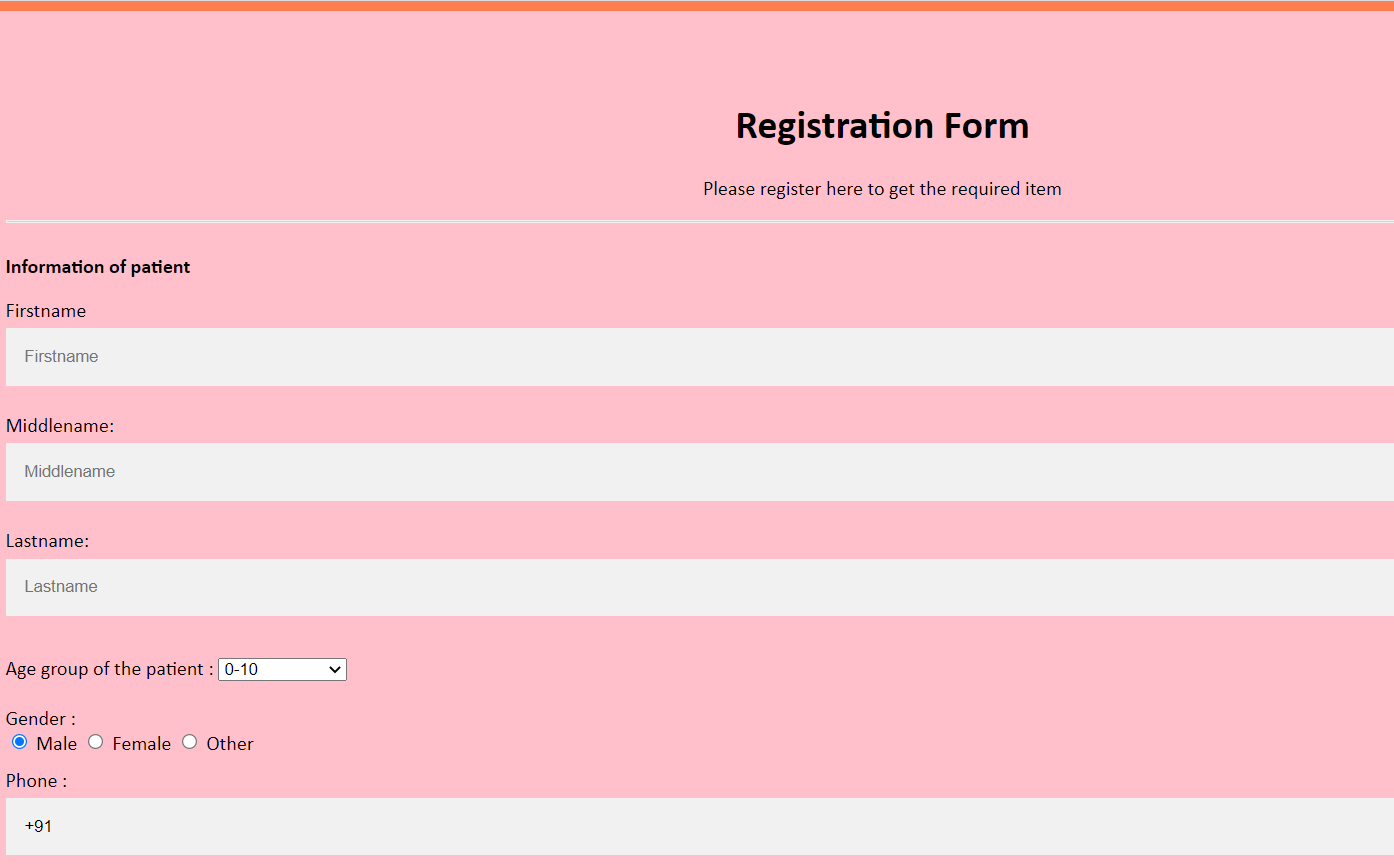 Registration Form
Please register here to get the required item
Information of patient
Firstname
Firstname
Middlename:
Middlename
Lastname:
Lastname
Age group of the patient : 0-10
Gender :
Male Female Other
Phone :
+91